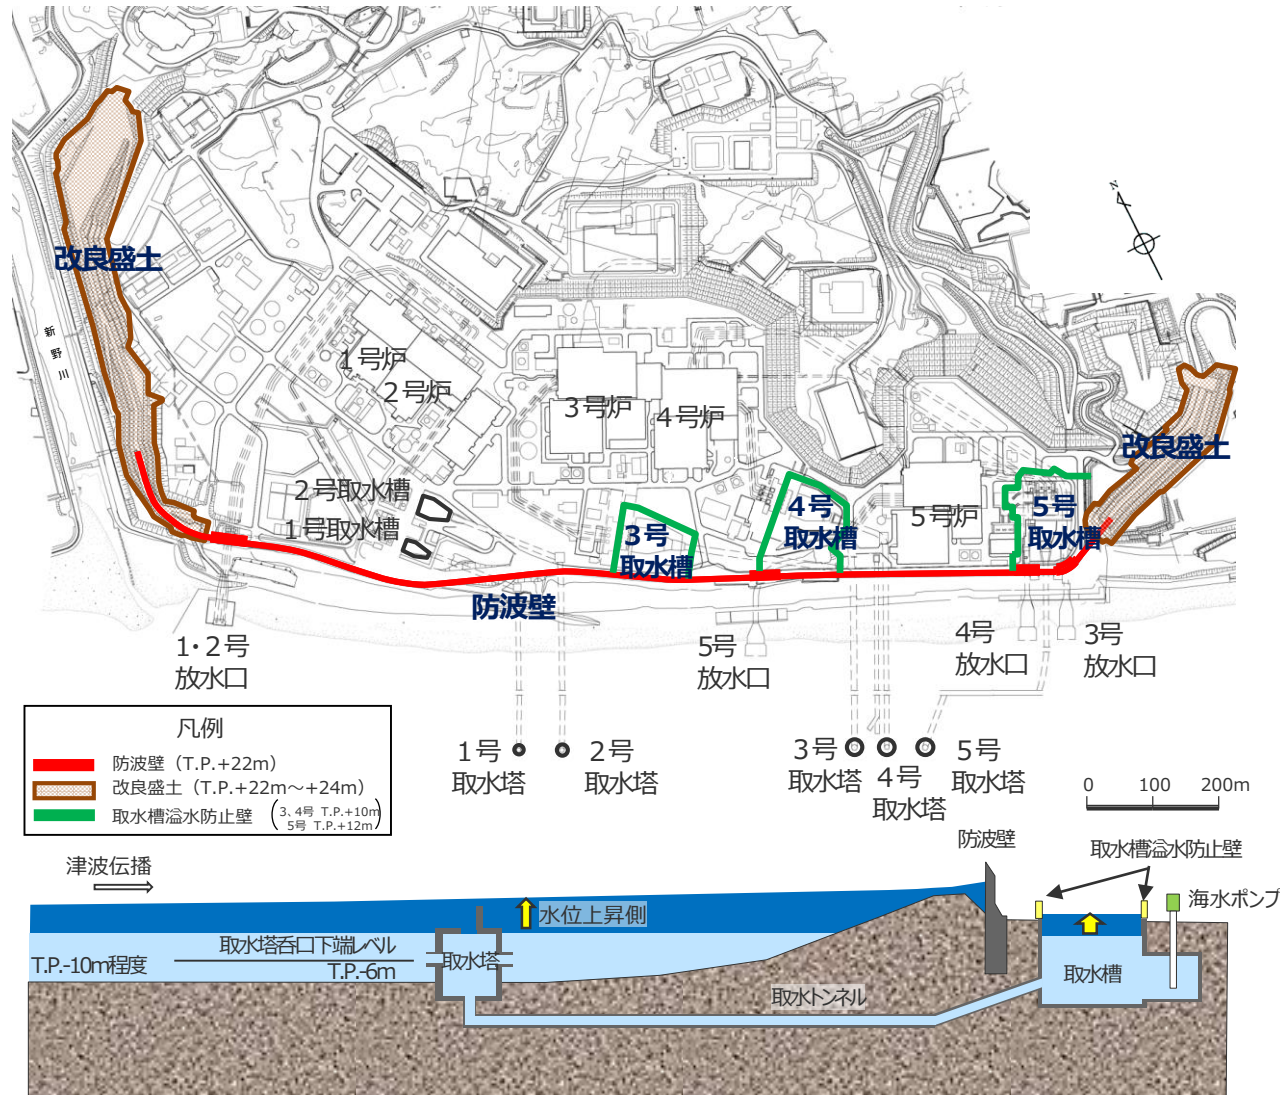 N
改良盛土
新野川
1号炉
2号炉
3号炉
4号炉
改良盛土
2号取水槽
1号取水槽
3号
取水槽
4号
取水槽
5号炉
5号
取水槽
防波壁
1・2号
放水口
5号
放水口
4号
放水口
3号
放水口
1号
取水塔
2号
取水塔
3号
取水塔
4号
取水塔
5号
取水塔
凡例
防波壁（T.P.+22m）
改良盛土（T.P.+22m～+24m）
取水槽溢水防止壁（3、4号 T.P.+10m
5号 T.P.+12m）
0 100 200m
防波壁
取水槽溢水防止壁
津波伝播
海水ポンプ
水位上昇側
取水塔呑口下端レベル
T.P.-10m程度
T.P.-6m
取水塔
取水槽
取水トンネル